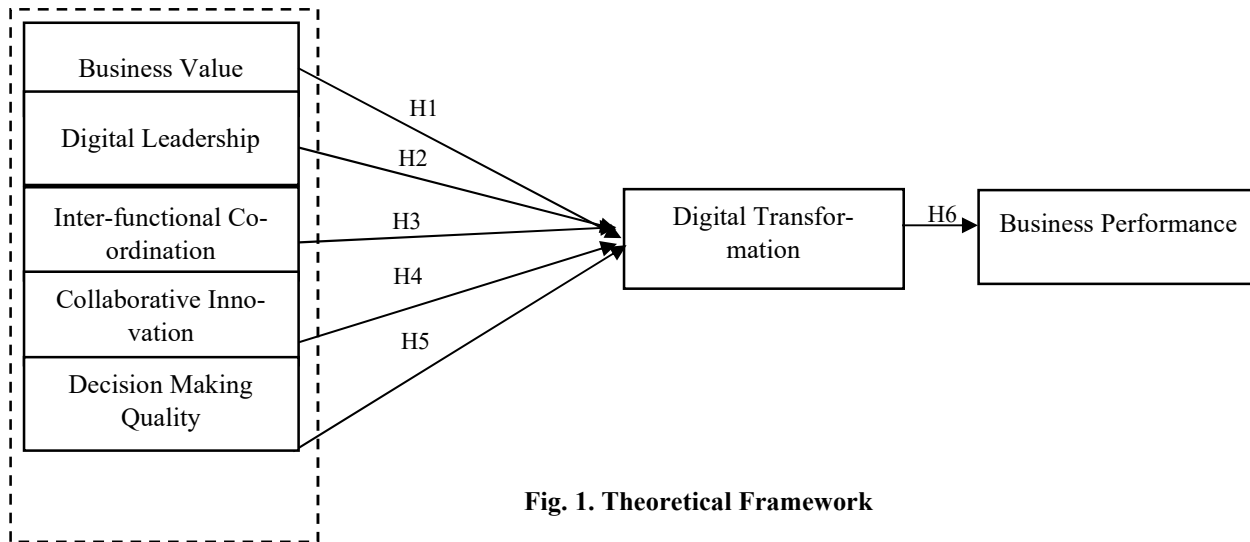 Business Value
H1
Digital Leadership
H2
Inter-functional Co-
ordination
H3
Collaborative Inno-
vation
H4
Decision Making
Quality
H5
Digital Transfor-
mation
H6
Business Performance
Fig. 1. Theoretical Framework